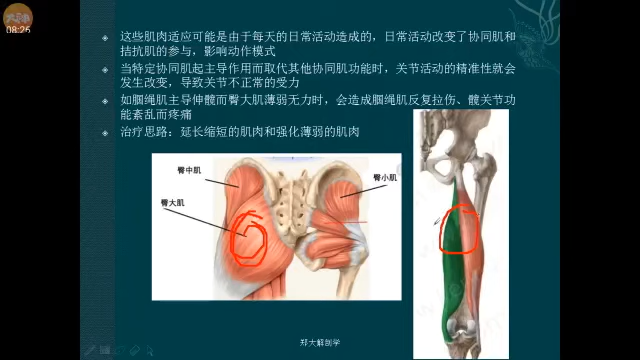 08:26
这些肌肉适应可能是由于每天的日常活动造成的，日常活动改变了协同肌和
拮抗肌的参与，影响动作模式
当特定协同肌起主导作用而取代其他协同肌功能时，关节活动的精准性就会
发生改变，导致关节不正常的受力
如腘绳肌主导伸髋而臀大肌薄弱无力时，会造成腘绳肌反复拉伤、髋关节功
能紊乱而疼痛
治疗思路：延长缩短的肌肉和强化薄弱的肌肉
臀中肌
臀小肌
臀大肌
郑大解剖学